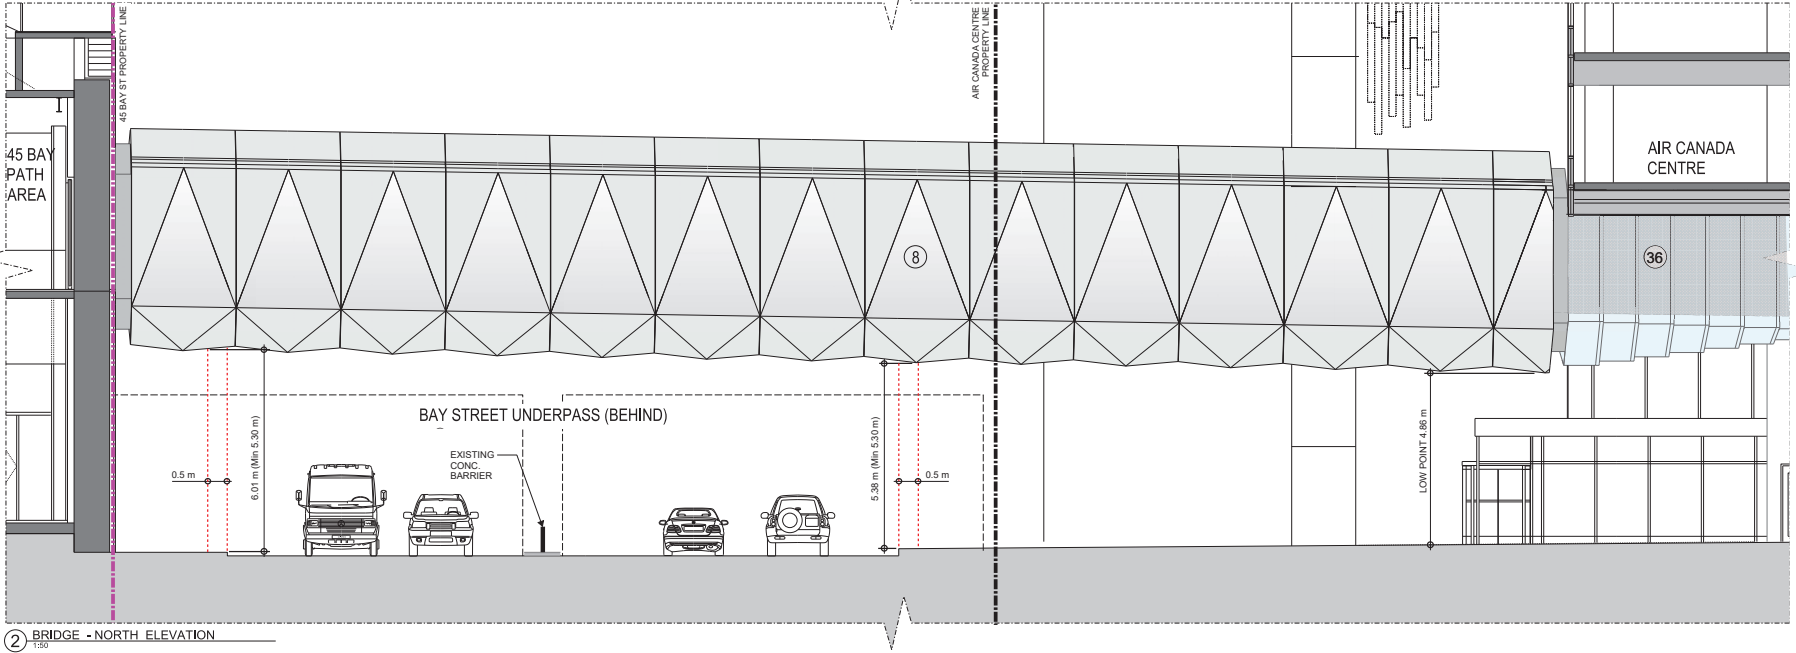 45 BAY ST PROPERTY LINE
AIR CANADA CENTRE
PROPERTY LINE
45 BAY
PATH
AREA
AIR CANADA
CENTRE
8
36
BAY STREET UNDERPASS (BEHIND)
EXISTING
CONC.
BARRIER
0.5 m
6.01 m (Min 5.30 m)
5.38 m (Min 5.30 m)
0.5 m
LOW POINT 4.86 m
2 BRIDGE - NORTH ELEVATION
1:50